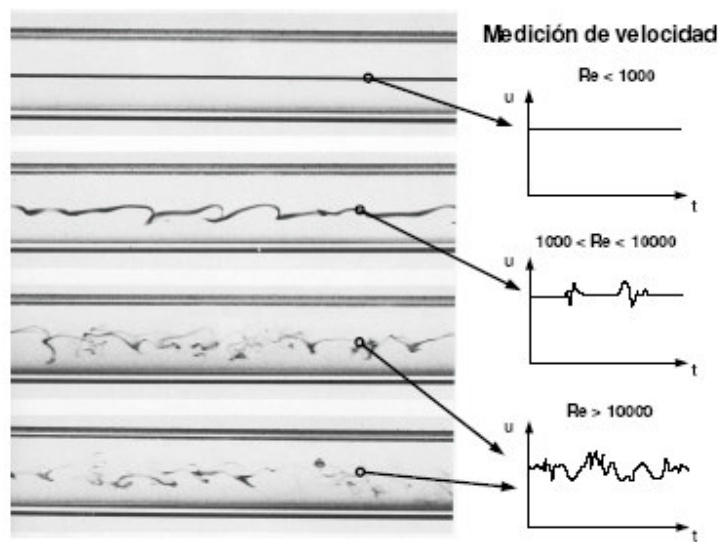 Medición de velocidad
Re < 1000
u
t
1000 < Re < 10000
u
t
Re > 10000
u
t